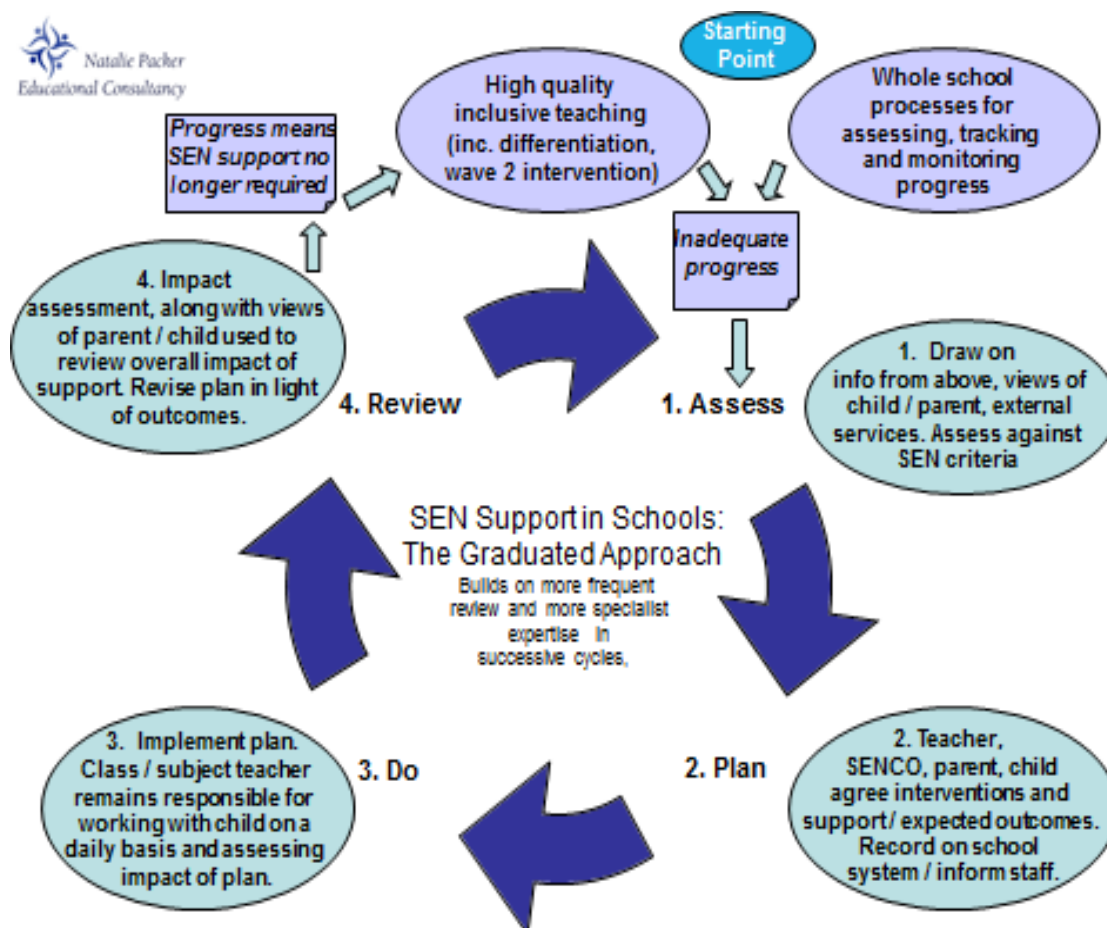 Natalie Packer
Educational Consultancy
Starting
Point
High quality
inclusive teaching
(inc. differentiation,
wave 2 intervention)
Whole school
processes for
assessing, tracking
and monitoring
progress
Progress means
SEN support no
longer required
Inadequate
progress
4. Impact
assessment, along with views
of parent / child used to
review overall impact of
support. Revise plan in light
of outcomes.
4. Review
1. Assess
1. Draw on
info from above, views of
child / parent, external
services. Assess against
SEN criteria
SEN Support in Schools:
The Graduated Approach
Builds on more frequent
review and more specialist
expertise in
successive cycles,
3. Implement plan.
Class / subject teacher
remains responsible for
working with child on a
daily basis and assessing
impact of plan.
3. Do
2. Plan
2. Teacher,
SENCO, parent, child
agree interventions and
support / expected outcomes.
Record on school
system / inform staff.